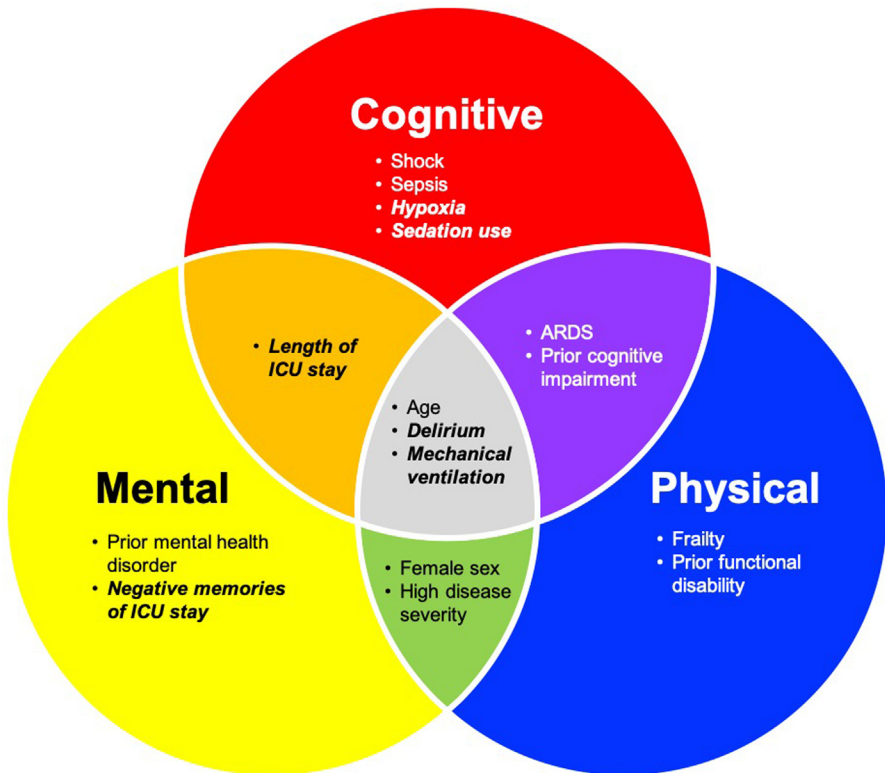 Cognitive
• Shock
• Sepsis
• Hypoxia
• Sedation use
• Length of
ICU stay
• ARDS
• Prior cognitive
impairment
• Age
• Delirium
• Mechanical
ventilation
Mental
• Prior mental health
disorder
• Negative memories
of ICU stay
Physical
• Frailty
• Prior functional
disability
• Female sex
• High disease
severity